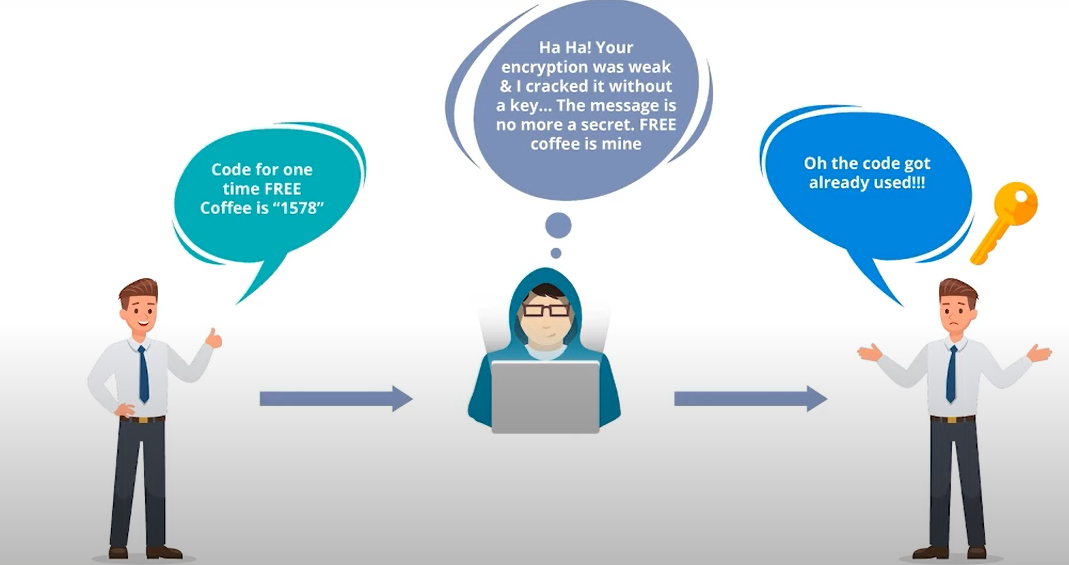 Code for one
time FREE
Coffee is “1578”
Ha Ha! Your
encryption was weak
& I cracked it without
a key... The message is
no more a secret. FREE
coffee is mine
Oh the code got
already used!!!